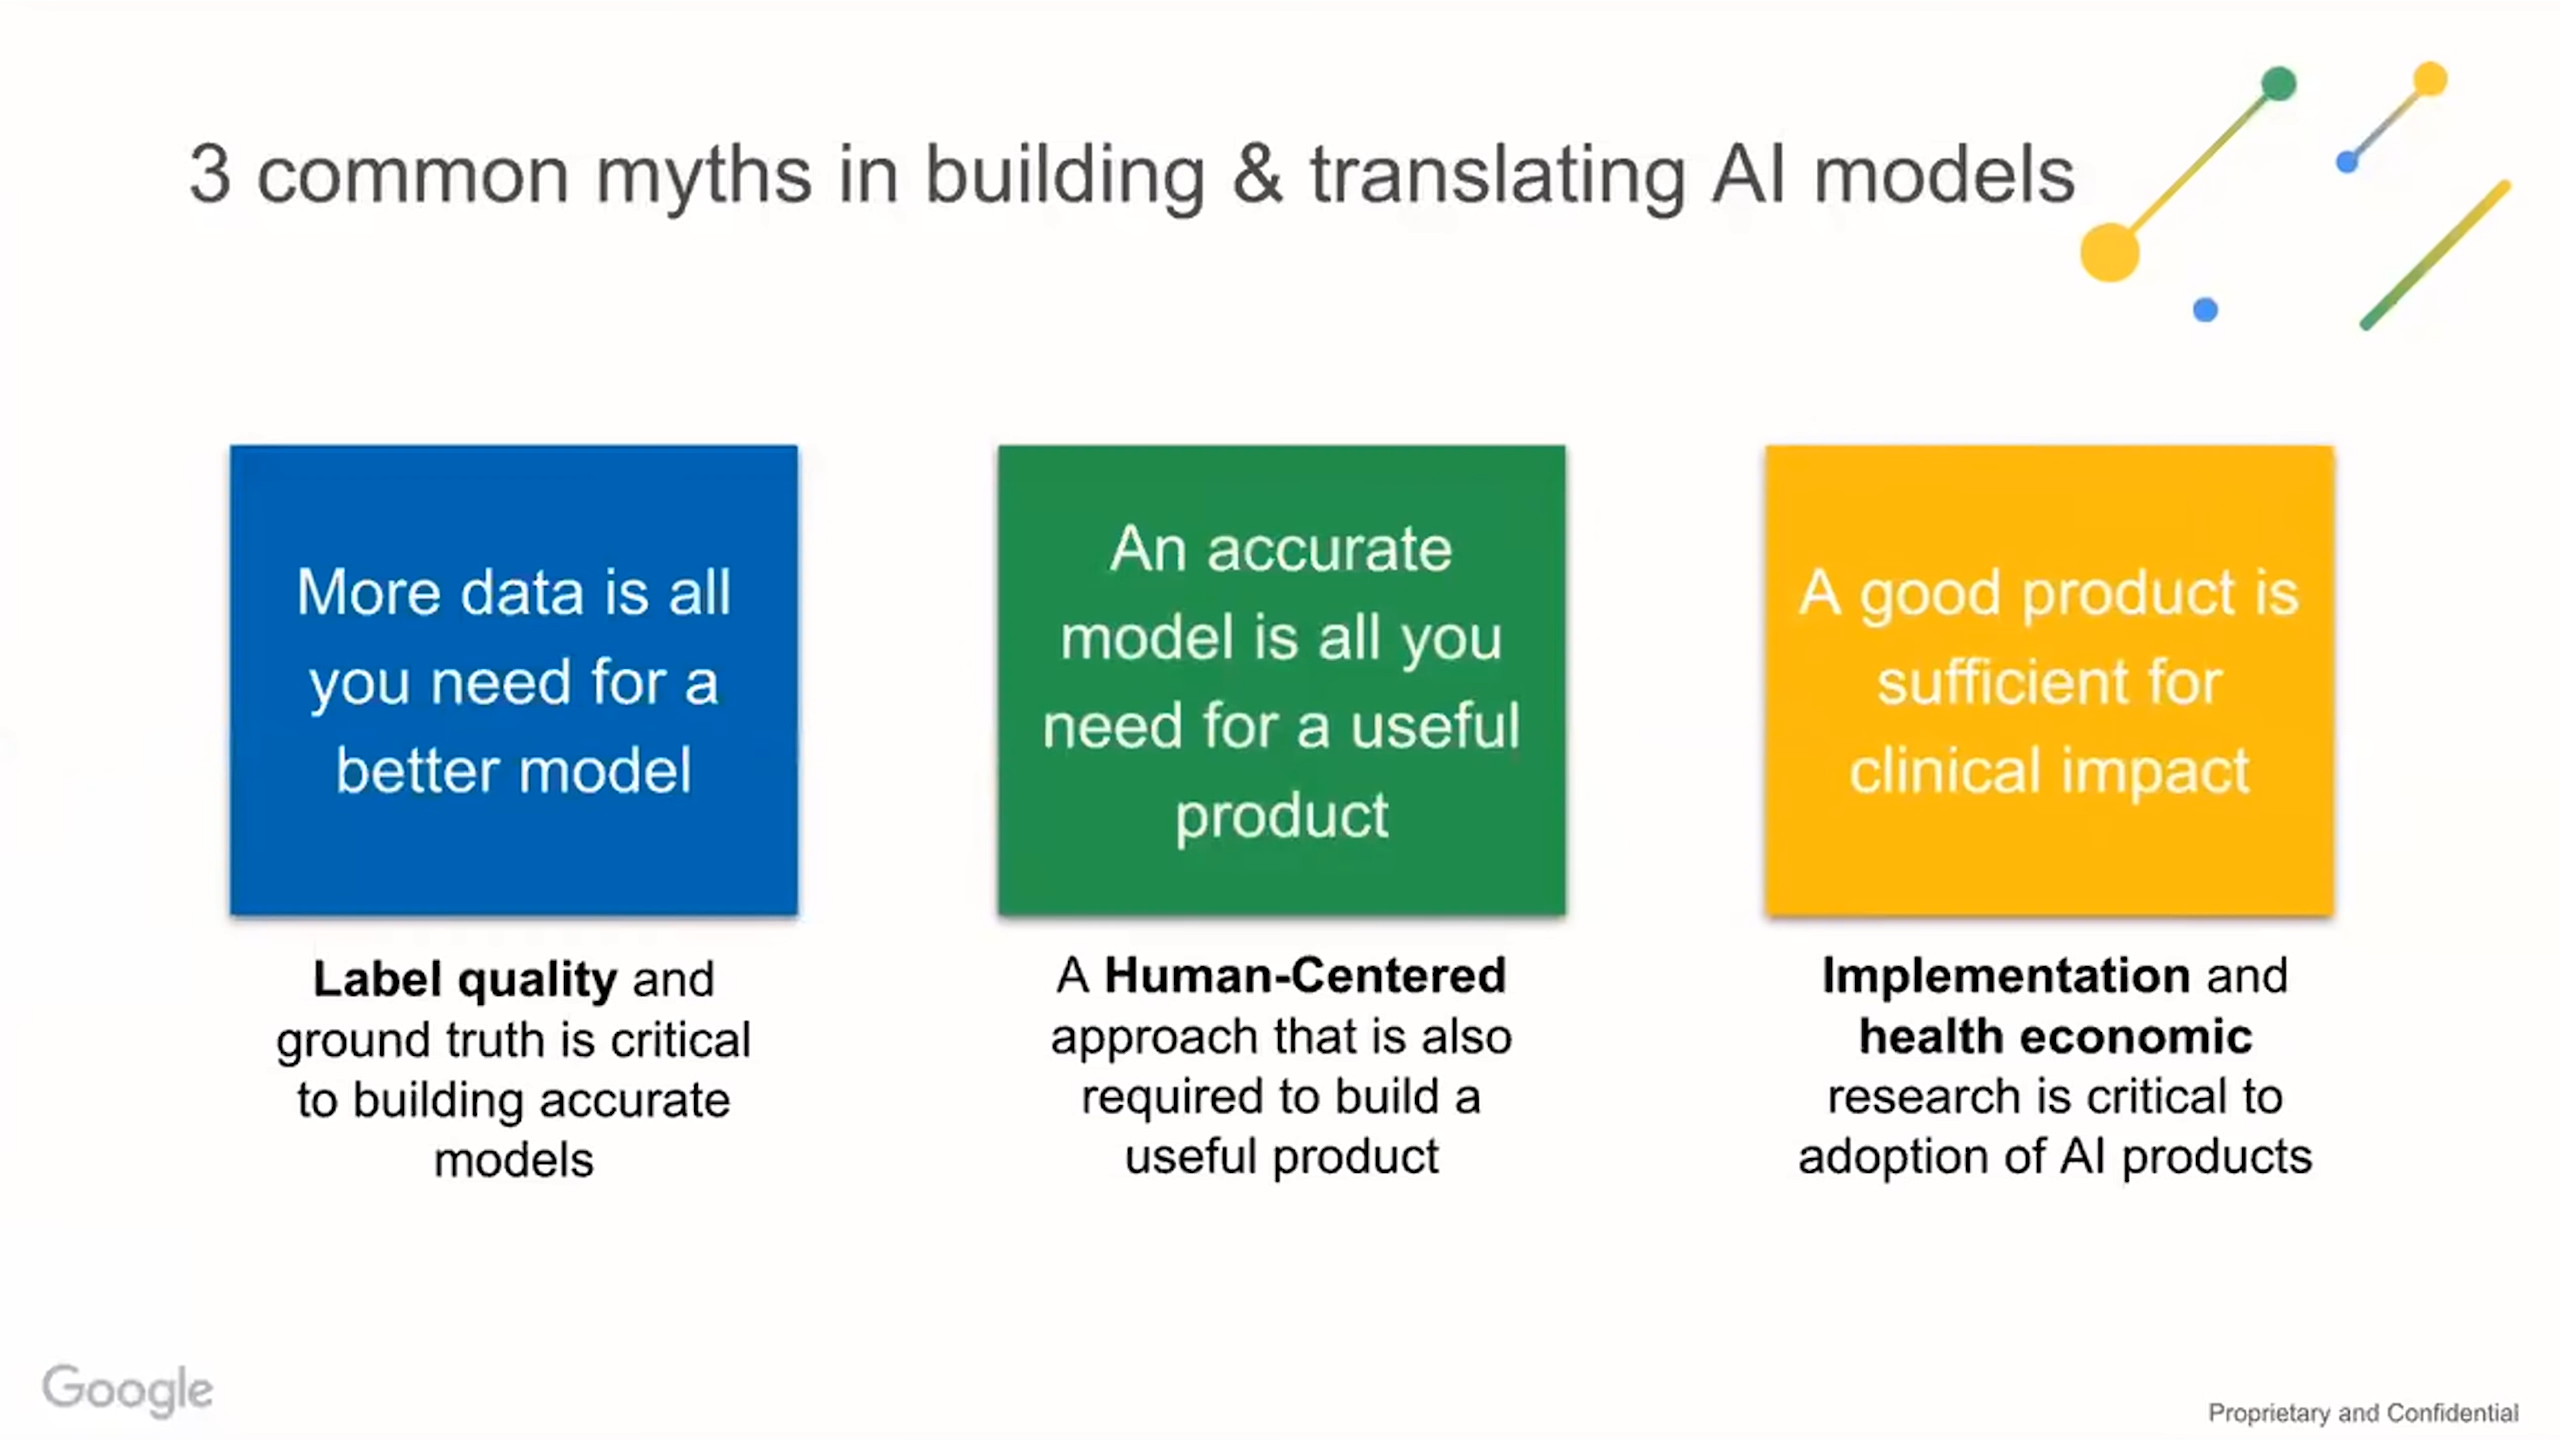 3 common myths in building & translating AI models
More data is all
you need for a
better model
An accurate
model is all you
need for a useful
product
A good product is
sufficient for
clinical impact
Label quality and
ground truth is critical
to building accurate
models
A Human-Centered
approach that is also
required to build a
useful product
Implementation and
health economic
research is critical to
adoption of AI products
Google
Proprietary and Confidential